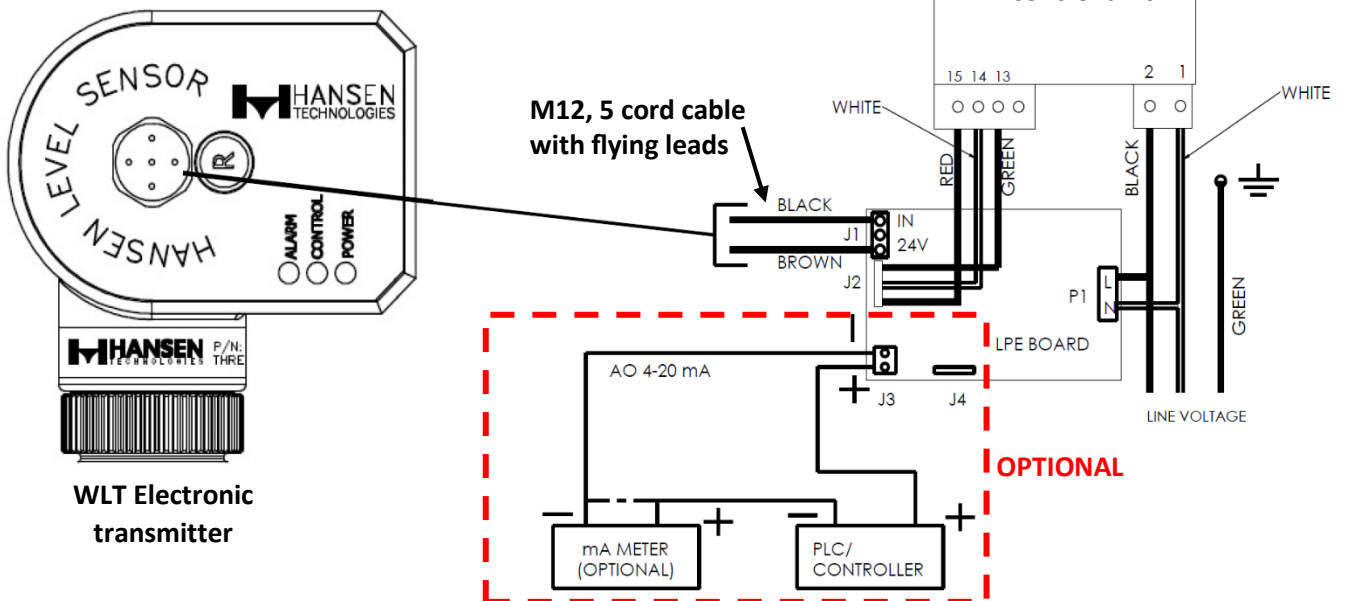 15 14 13
2 1
WHITE
WHITE
RED
GREEN
BLACK
GREEN
HANSEN LEVEL SENSOR
HANSEN
TECHNOLOGIES
R
ALARM
CONTROL
POWER
HANSEN
TECHNOLOGIES
P/N:
THRE
WLT Electronic
transmitter
M12, 5 cord cable
with flying leads
BLACK
BROWN
J1
IN
24V
J2
P1
L
N
LPE BOARD
LINE VOLTAGE
AO 4-20 mA
−
+
J3
J4
OPTIONAL
− +
− +
mA METER
(OPTIONAL)
PLC/
CONTROLLER